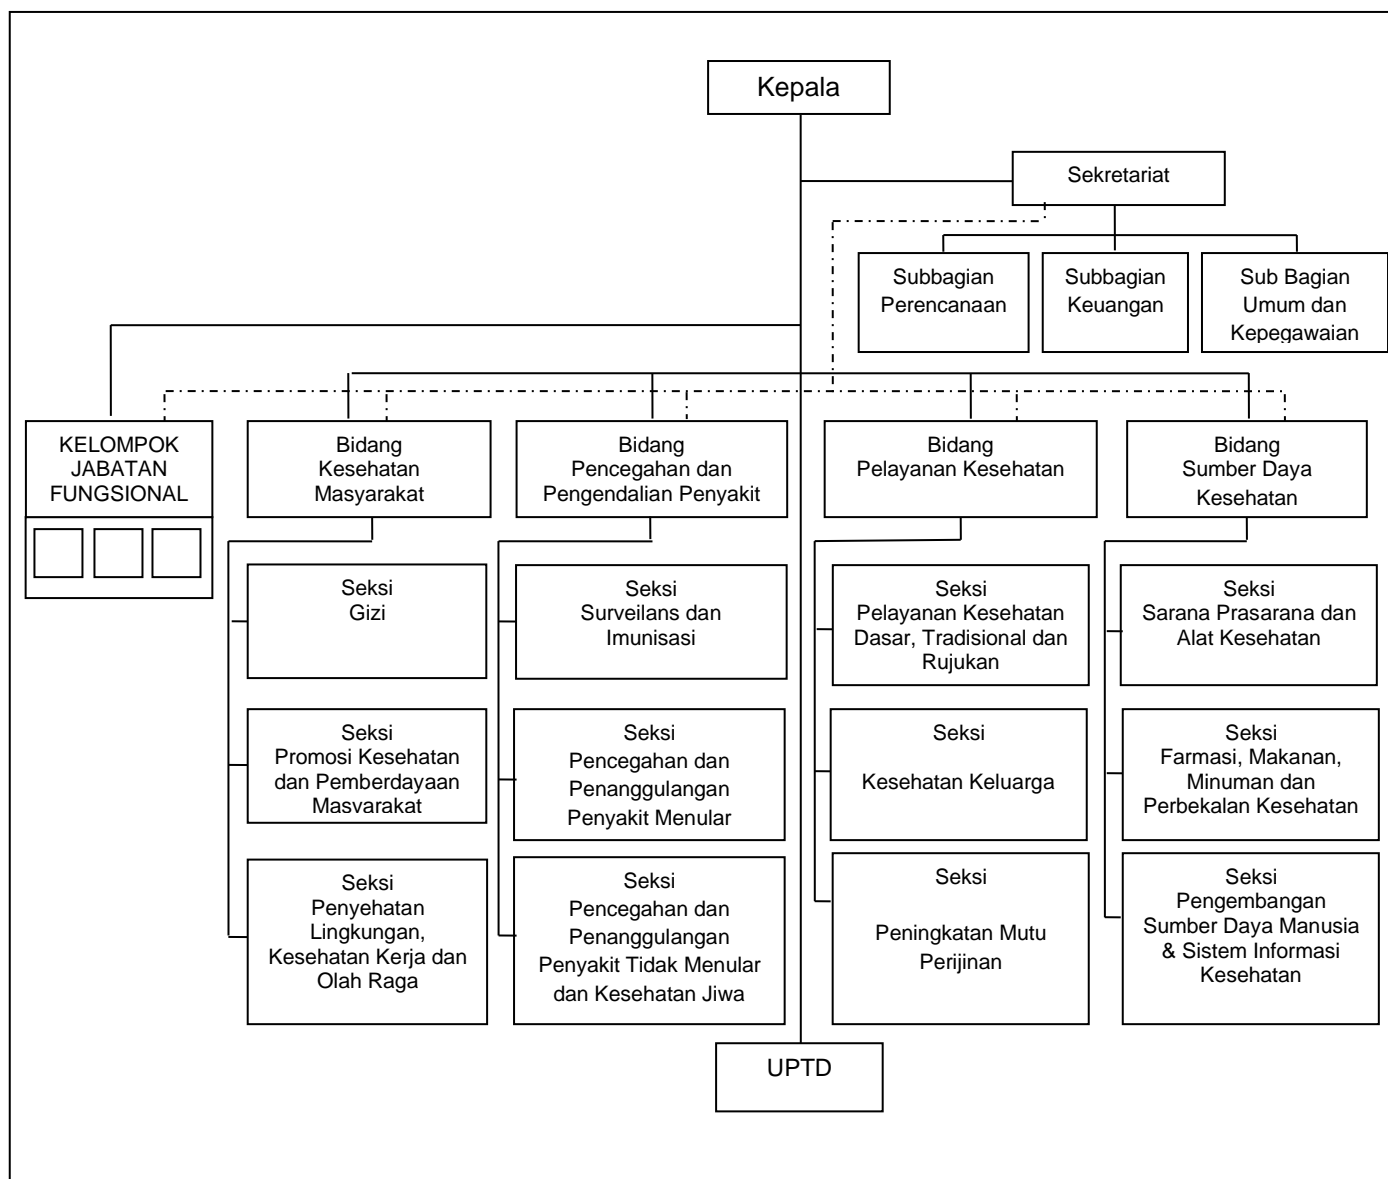 Kepala
Sekretariat
Subbagian
Perencanaan
Subbagian
Keuangan
Sub Bagian
Umum dan
Kepegawaian
KELOMPOK
JABATAN
FUNGSIONAL
Bidang
Kesehatan
Masyarakat
Bidang
Pencegahan dan
Pengendalian Penyakit
Bidang
Pelayanan Kesehatan
Bidang
Sumber Daya
Kesehatan
Seksi
Gizi
Seksi
Surveilans dan
Imunisasi
Seksi
Pelayanan Kesehatan
Dasar, Tradisional dan
Rujukan
Seksi
Sarana Prasarana dan
Alat Kesehatan
Seksi
Promosi Kesehatan
dan Pemberdayaan
Masyarakat
Seksi
Pencegahan dan
Penanggulangan
Penyakit Menular
Seksi
Kesehatan Keluarga
Seksi
Farmasi, Makanan,
Minuman dan
Perbekalan Kesehatan
Seksi
Penyehatan
Lingkungan,
Kesehatan Kerja dan
Olah Raga
Seksi
Pencegahan dan
Penanggulangan
Penyakit Tidak Menular
dan Kesehatan Jiwa
Seksi
Peningkatan Mutu
Perijinan
Seksi
Pengembangan
Sumber Daya Manusia
& Sistem Informasi
Kesehatan
UPTD